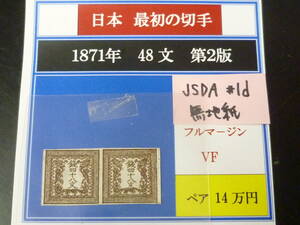 日本 最初の切手
1871年 48文 第2版
JSDA #1d
無地紙
フルマージン
VF
ペア 14万円